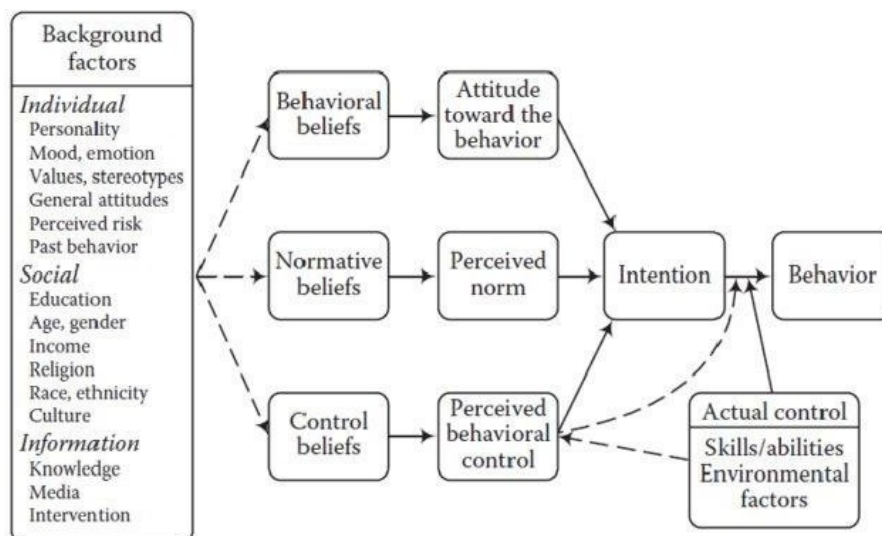 Background
factors
Individual
Personality
Mood, emotion
Values, stereotypes
General attitudes
Perceived risk
Past behavior
Social
Education
Age, gender
Income
Religion
Race, ethnicity
Culture
Information
Knowledge
Media
Intervention
Behavioral
beliefs
Attitude
toward the
behavior
Normative
beliefs
Perceived
norm
Intention
Behavior
Control
beliefs
Perceived
behavioral
control
Actual control
Skills/abilities
Environmental
factors